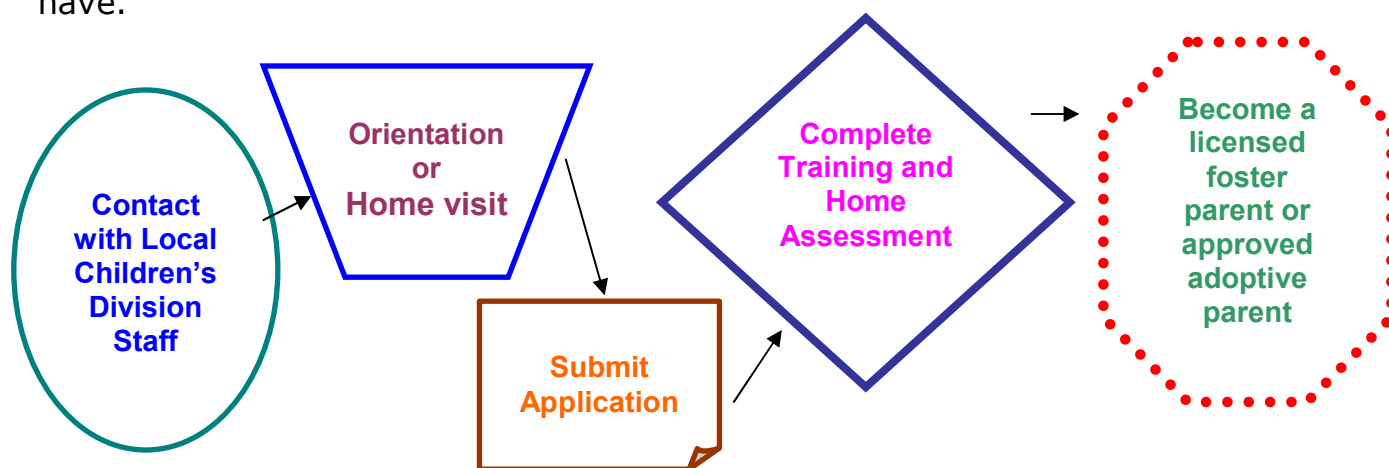 have.
Contact
with Local
Children's
Division
Staff
Orientation
or
Home visit
Submit
Application
Complete
Training and
Home
Assessment
Become a
licensed
foster
parent or
approved
adoptive
parent